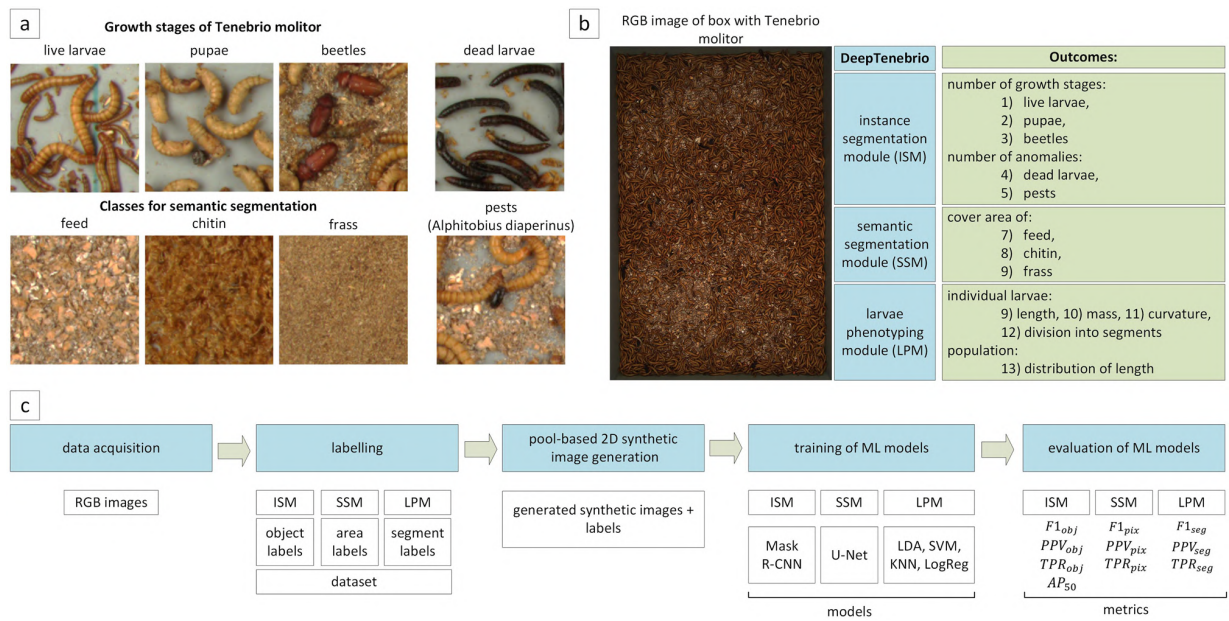 a
Growth stages of Tenebrio molitor
live larvae
pupae
beetles
dead larvae
Classes for semantic segmentation
feed
chitin
frass
pests
(Alphitobius diaperinus)
b
RGB image of box with Tenebrio
molitor
DeepTenebrio
Outcomes:
instance
segmentation
module (ISM)
number of growth stages:
1) live larvae,
2) pupae,
3) beetles
number of anomalies:
4) dead larvae,
5) pests
semantic
segmentation
module (SSM)
cover area of:
7) feed,
8) chitin,
9) frass
larvae
phenotyping
module (LPM)
individual larvae:
9) length, 10) mass, 11) curvature,
12) division into segments
population:
13) distribution of length
c
data acquisition
labelling
pool-based 2D synthetic
image generation
training of ML models
evaluation of ML models
RGB images
ISM
SSM
LPM
object
labels
area
labels
segment
labels
dataset
generated synthetic images +
labels
ISM
SSM
LPM
Mask
R-CNN
U-Net
LDA, SVM,
KNN, LogReg
models
ISM
SSM
LPM
F1obj
F1pix
F1seg
PPVobj
PPVpix
PPVseg
TPRobj
TPRpix
TPRseg
AP50
metrics